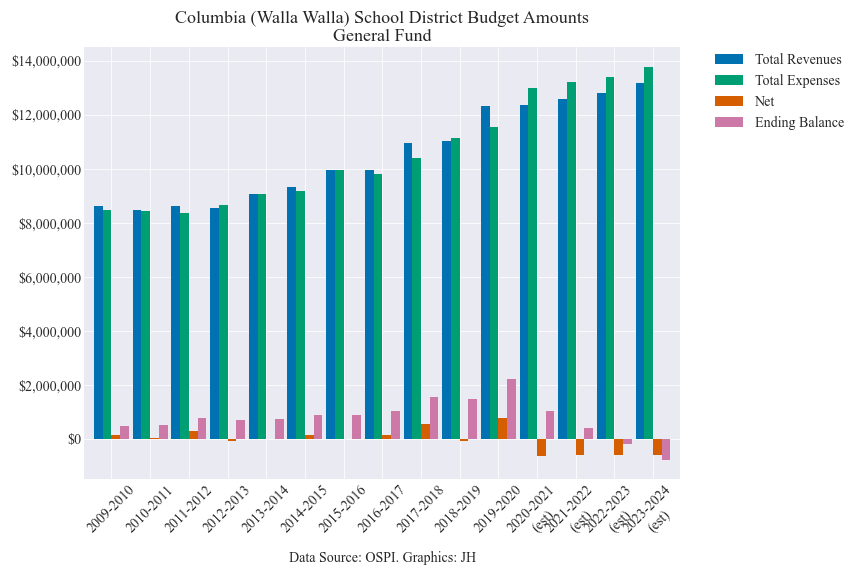 Columbia (Walla Walla) School District Budget Amounts
General Fund
$14,000,000
$12,000,000
$10,000,000
$8,000,000
$6,000,000
$4,000,000
$2,000,000
$0
Total Revenues
Total Expenses
Net
Ending Balance
2009-2010
2010-2011
2011-2012
2012-2013
2013-2014
2014-2015
2015-2016
2016-2017
2017-2018
2018-2019
2019-2020
2020-2021
(est)
2021-2022
(est)
2022-2023
(est)
2023-2024
(est)
Data Source: OSPI. Graphics: JH